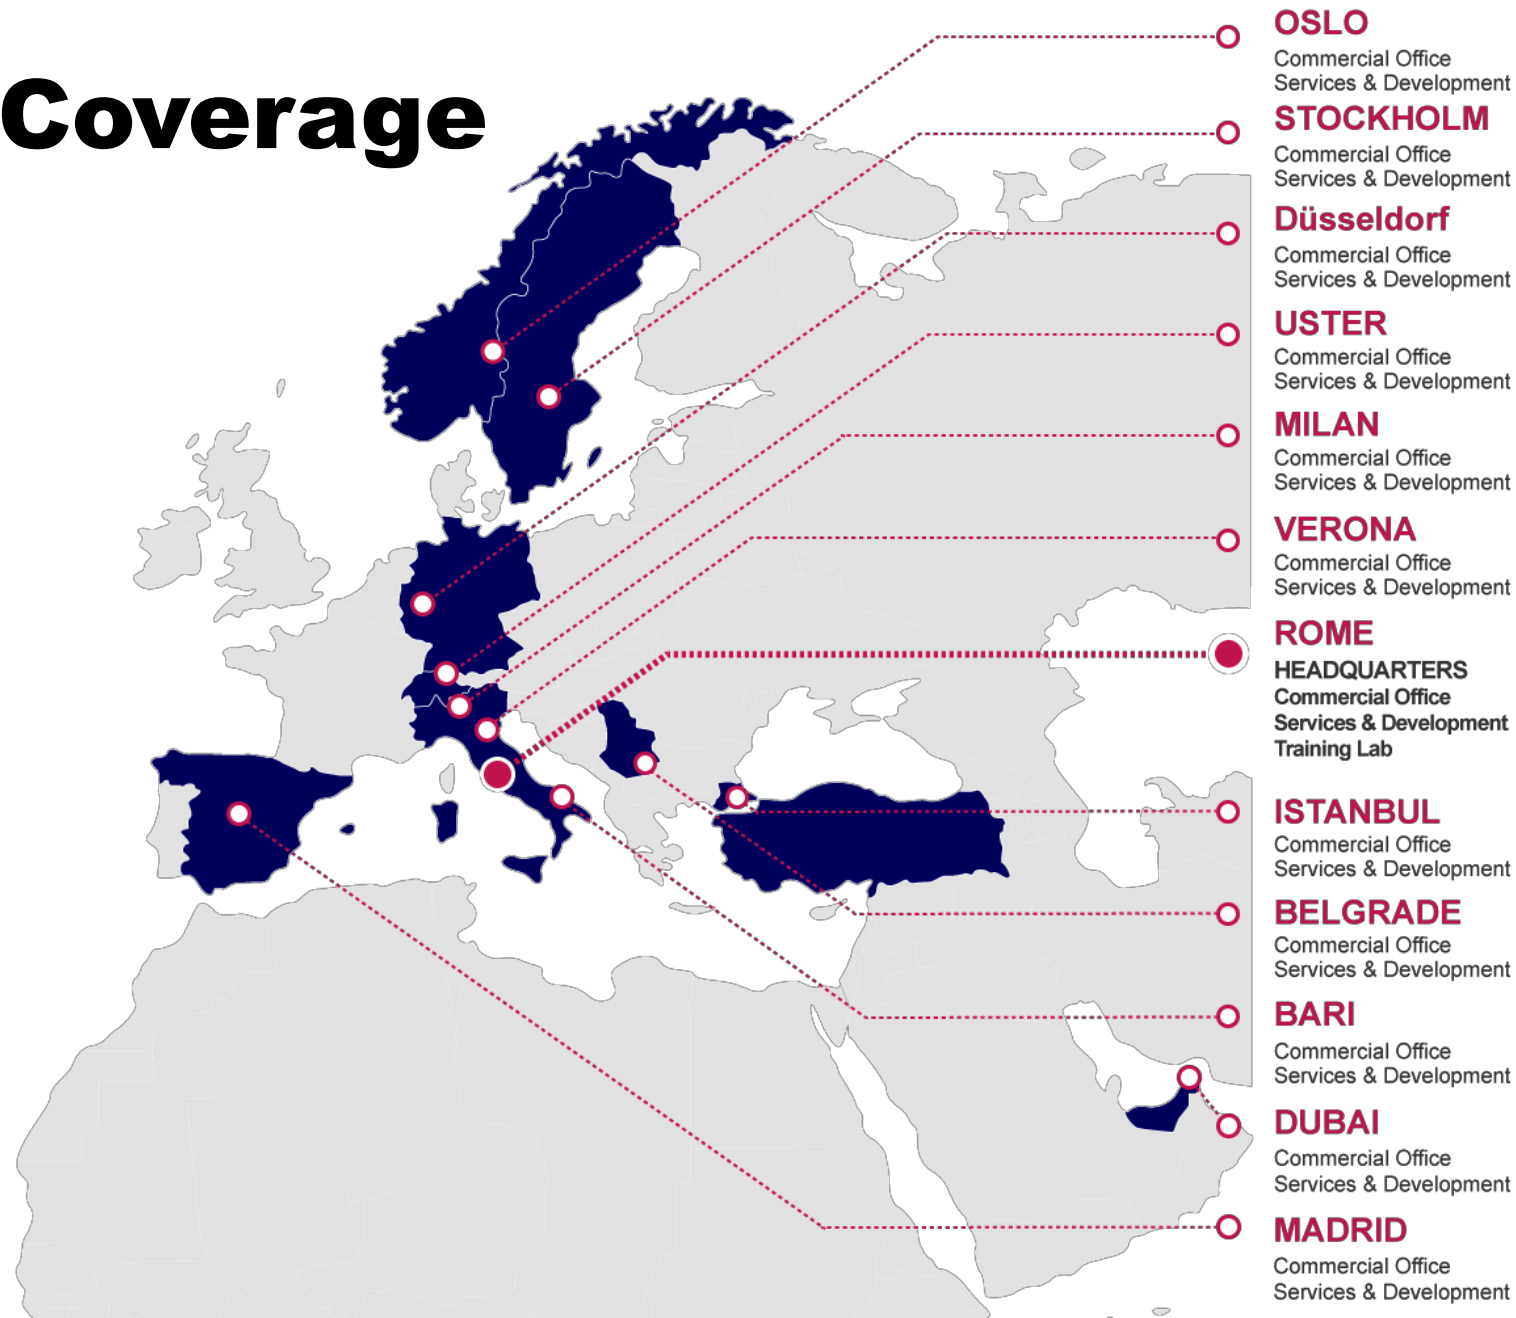 Coverage
OSLO
Commercial Office
Services & Development
STOCKHOLM
Commercial Office
Services & Development
Düsseldorf
Commercial Office
Services & Development
USTER
Commercial Office
Services & Development
MILAN
Commercial Office
Services & Development
VERONA
Commercial Office
Services & Development
ROME
HEADQUARTERS
Commercial Office
Services & Development
Training Lab
ISTANBUL
Commercial Office
Services & Development
BELGRADE
Commercial Office
Services & Development
BARI
Commercial Office
Services & Development
DUBAI
Commercial Office
Services & Development
MADRID
Commercial Office
Services & Development